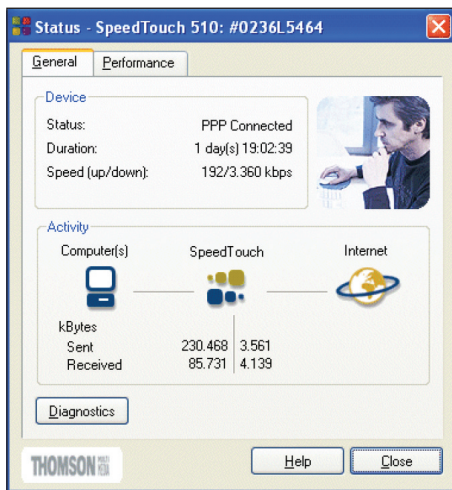 Status - SpeedTouch 510: #0236L5464
General Performance
Device
Status: PPP Connected
Duration: 1 day(s) 19:02:39
Speed (up/down): 192/3.360 kbps
Activity
Computer(s) SpeedTouch Internet
kBytes
Sent 230.468 3.561
Received 85.731 4.139
Diagnostics
THOMSON MULTI MEDIA
Help Close